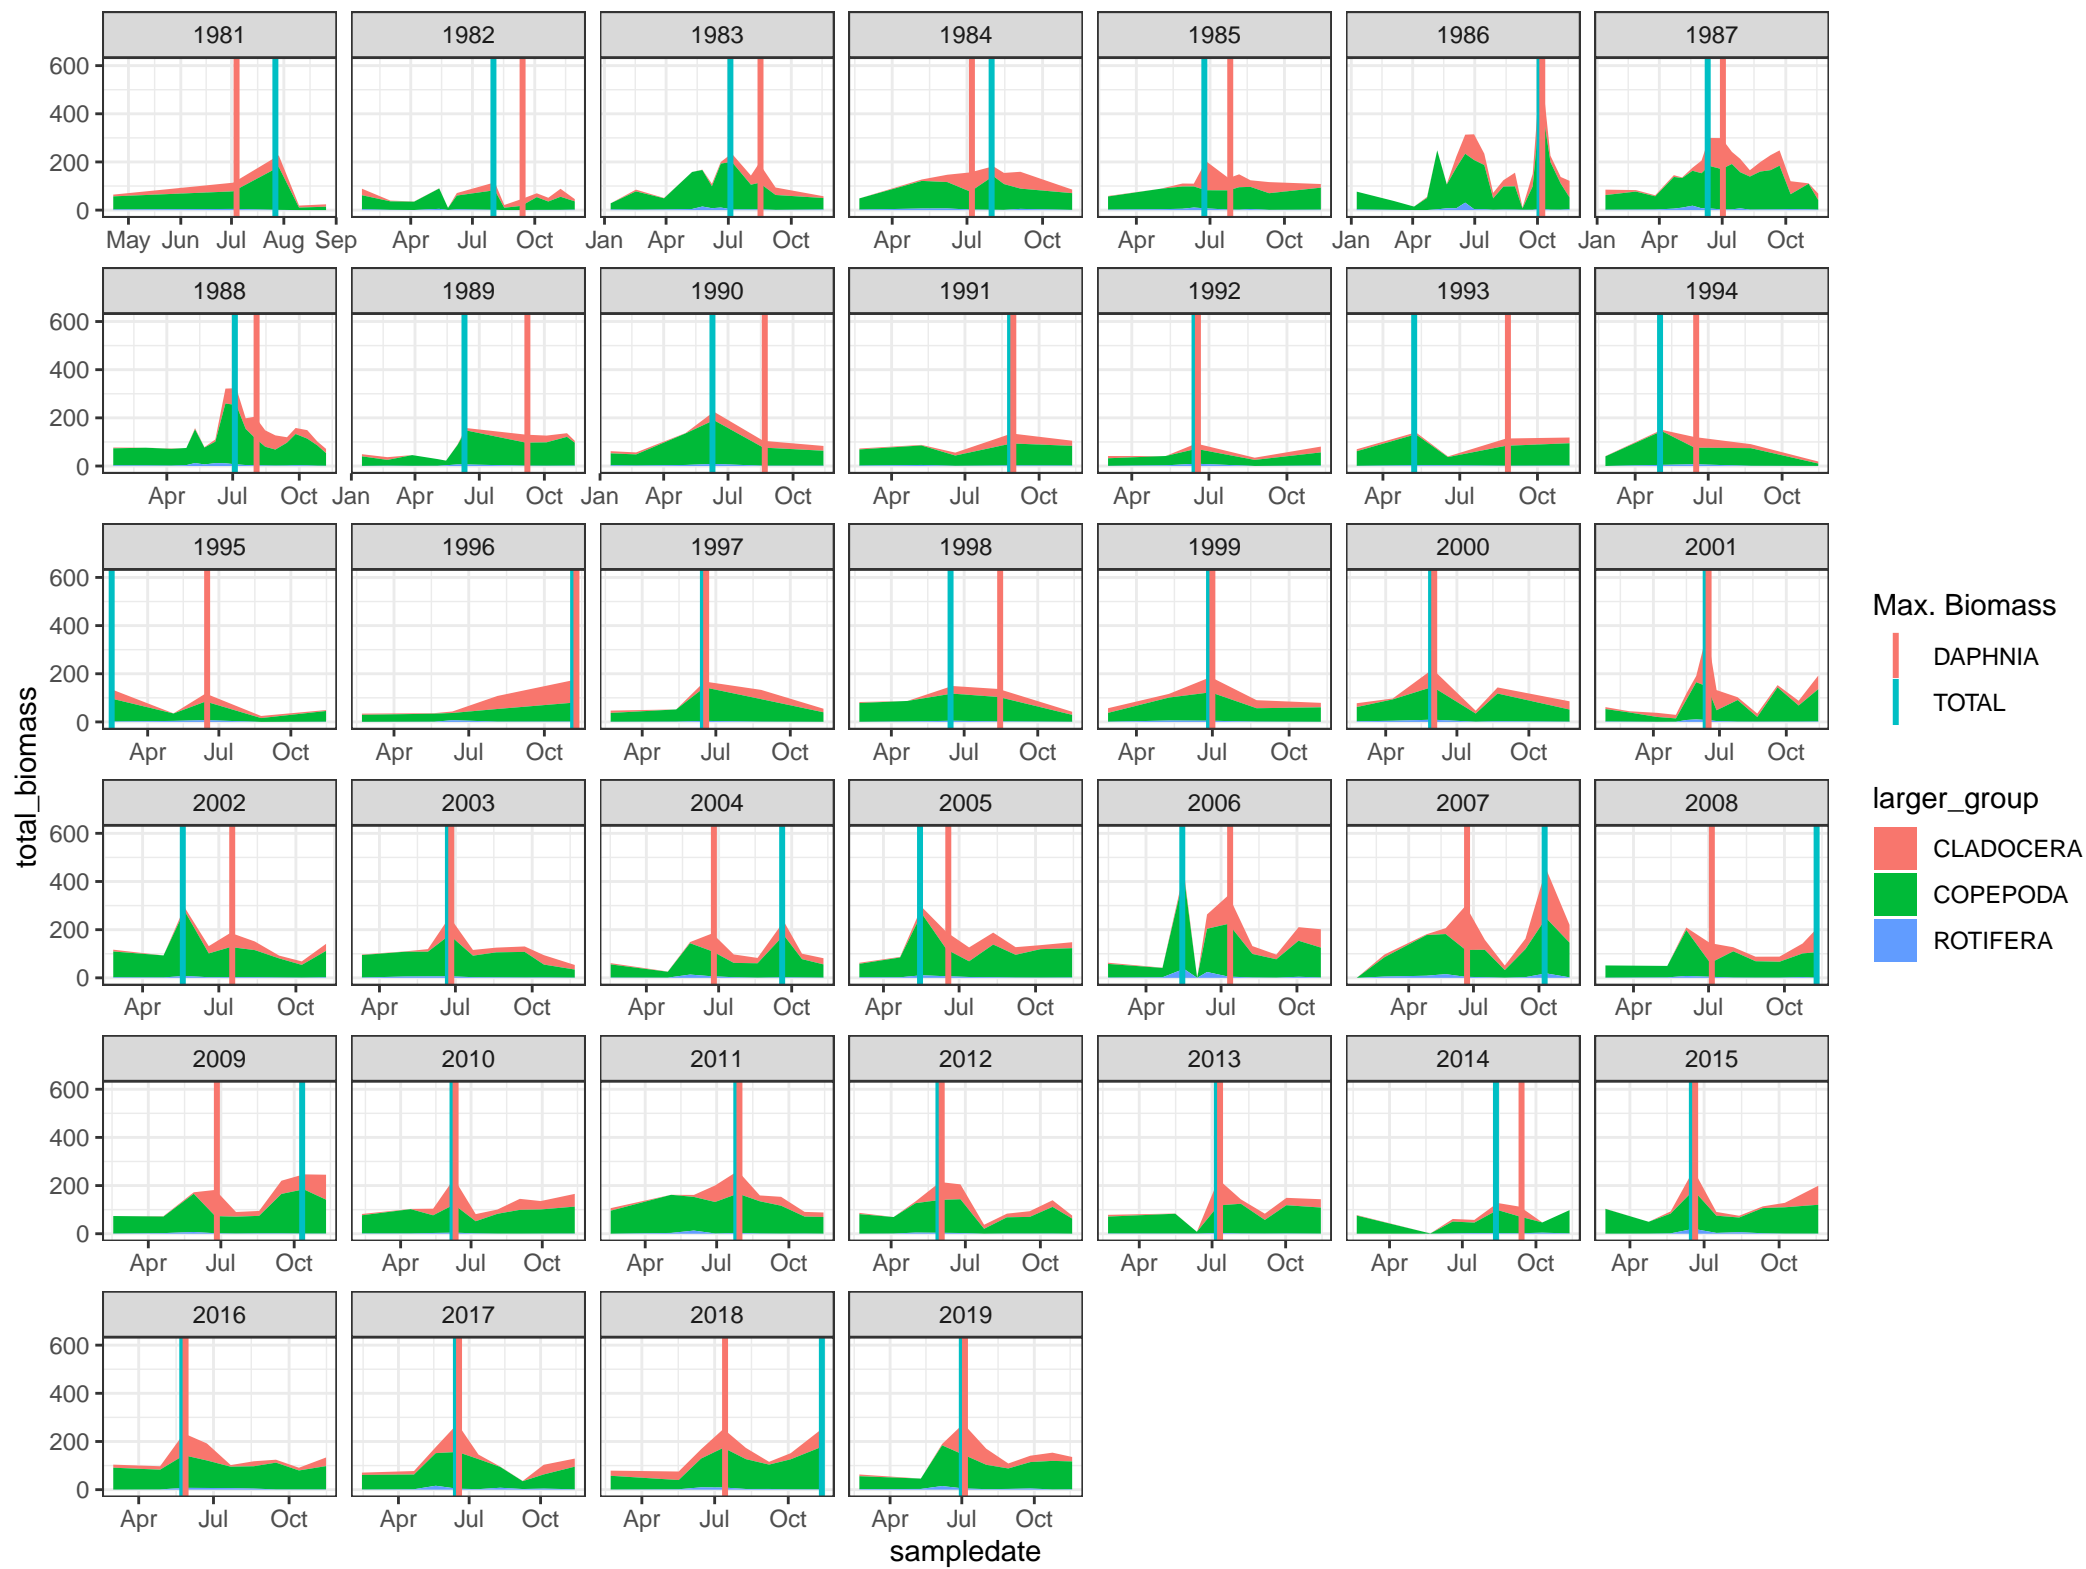 1981 1982 1983 1984 1985 1986 1987
600
400
200
0
May Jun Jul Aug Sep Apr Jul Oct Jan Apr Jul Oct Apr Jul Oct Apr Jul Oct Jan Apr Jul Oct Jan Apr Jul Oct
1988 1989 1990 1991 1992 1993 1994
600
400
200
0
Apr Jul Oct Jan Apr Jul Oct Jan Apr Jul Oct Apr Jul Oct Apr Jul Oct Apr Jul Oct Apr Jul Oct
1995 1996 1997 1998 1999 2000 2001
600
400
200
0
Apr Jul Oct Apr Jul Oct Apr Jul Oct Apr Jul Oct Apr Jul Oct Apr Jul Oct Apr Jul Oct
2002 2003 2004 2005 2006 2007 2008
600
400
200
0
Apr Jul Oct Apr Jul Oct Apr Jul Oct Apr Jul Oct Apr Jul Oct Apr Jul Oct Apr Jul Oct
2009 2010 2011 2012 2013 2014 2015
600
400
200
0
Apr Jul Oct Apr Jul Oct Apr Jul Oct Apr Jul Oct Apr Jul Oct Apr Jul Oct Apr Jul Oct
2016 2017 2018 2019
600
400
200
0
Apr Jul Oct Apr Jul Oct Apr Jul Oct Apr Jul Oct
sampledate
total_biomass
Max. Biomass
DAPHNIA
TOTAL
larger_group
CLADOCERA
COPEPODA
ROTIFERA